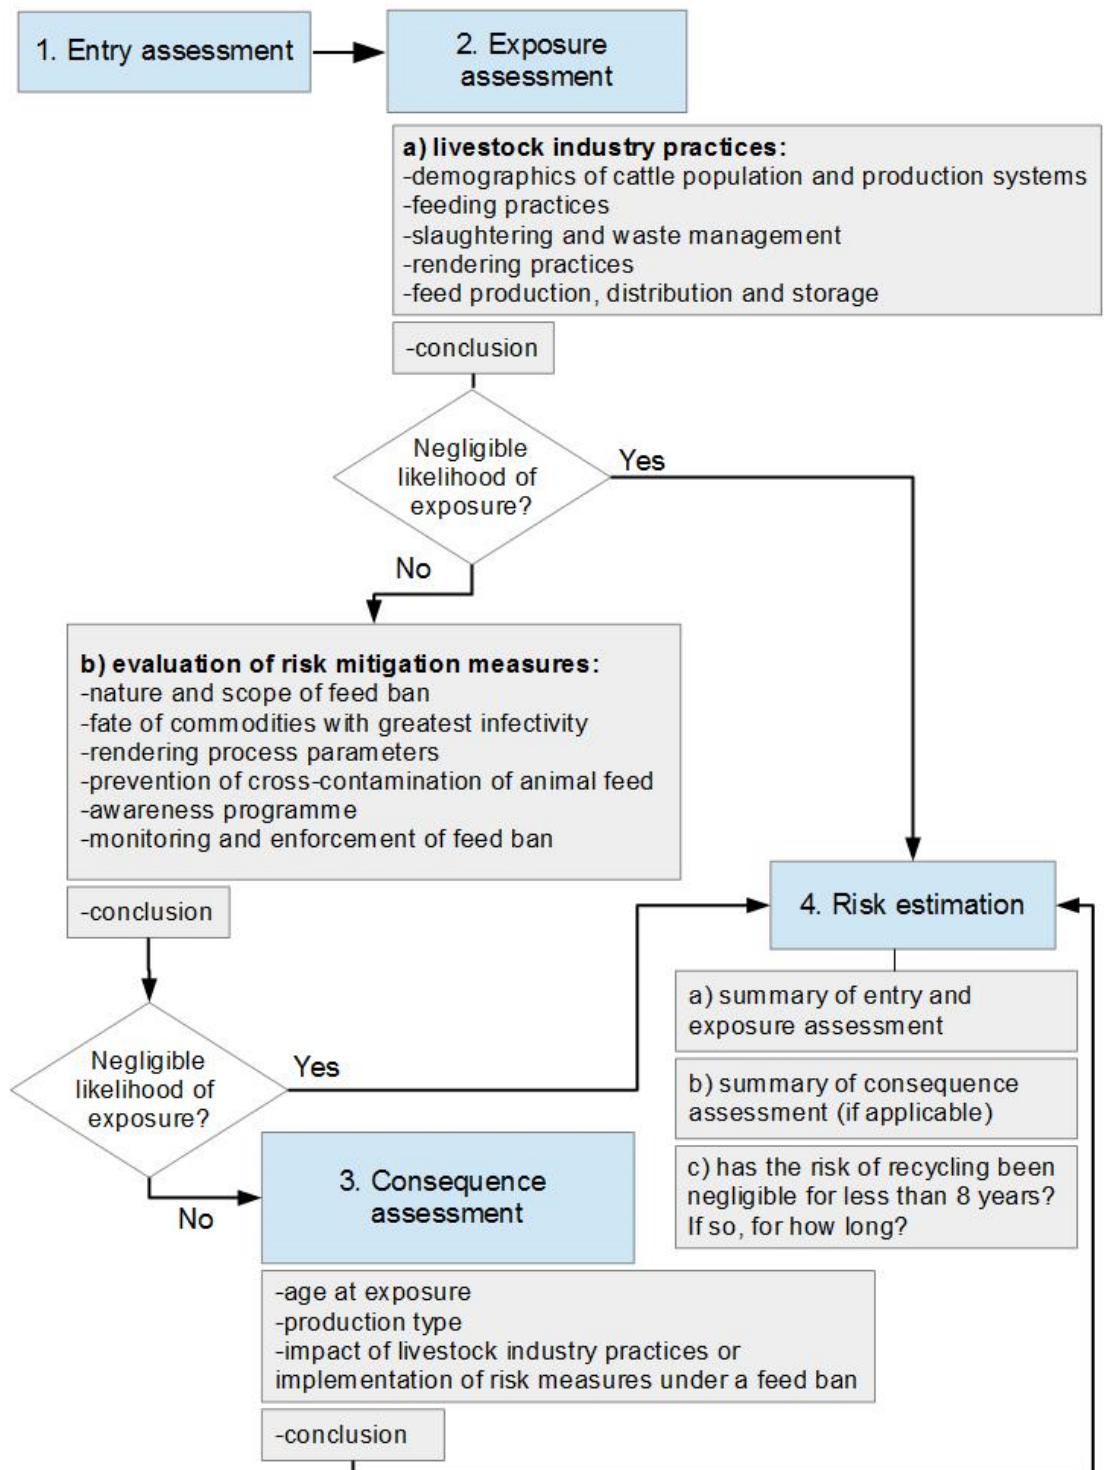 1. Entry assessment
2. Exposure
assessment
a) livestock industry practices:
-demographics of cattle population and production systems
-feeding practices
-slaughtering and waste management
-rendering practices
-feed production, distribution and storage
-conclusion
Negligible
likelihood of
exposure?
Yes
No
b) evaluation of risk mitigation measures:
-nature and scope of feed ban
-fate of commodities with greatest infectivity
-rendering process parameters
-prevention of cross-contamination of animal feed
-awareness programme
-monitoring and enforcement of feed ban
-conclusion
Negligible
likelihood of
exposure?
Yes
No
3. Consequence
assessment
-age at exposure
-production type
-impact of livestock industry practices or
implementation of risk measures under a feed ban
-conclusion
4. Risk estimation
a) summary of entry and
exposure assessment
b) summary of consequence
assessment (if applicable)
c) has the risk of recycling been
negligible for less than 8 years?
If so, for how long?